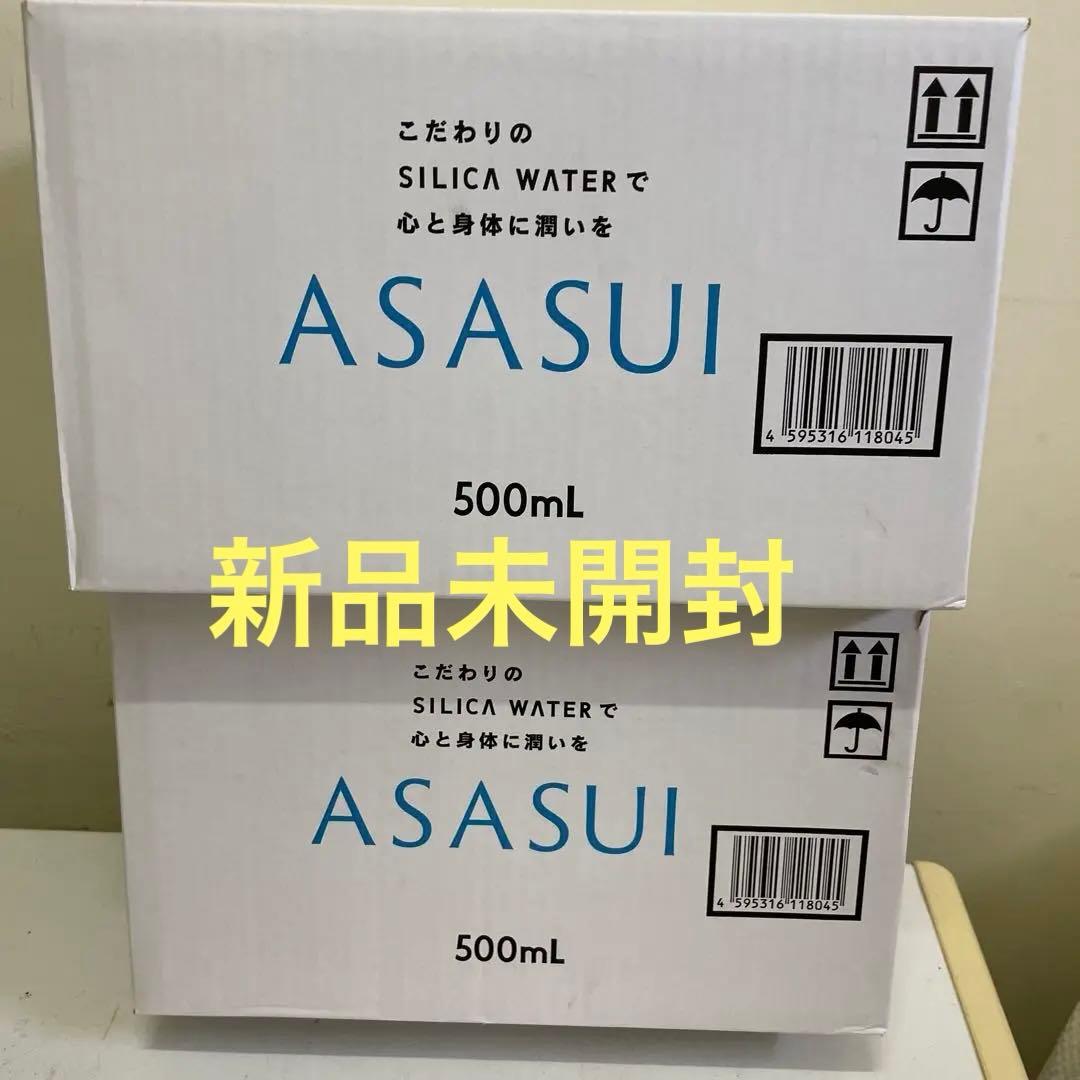 こだわりの
SILICA WATERで
心と身体に潤いを
ASASUI
4 595316 118045
500mL
新品未開封
こだわりの
SILICA WATERで
心と身体に潤いを
ASASUI
4 595316 118045
500mL